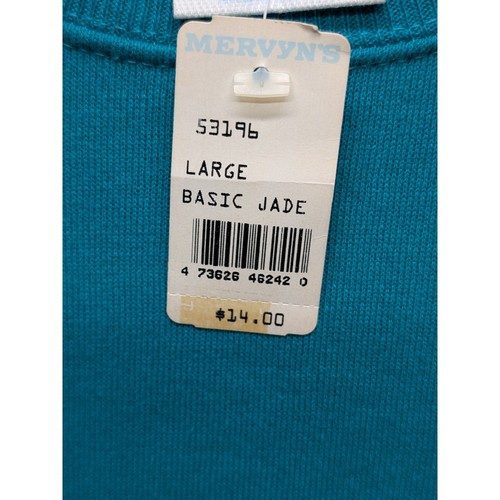 MERVYN'S
53196
LARGE
BASIC JADE
4 73626 46242 0
$14.00